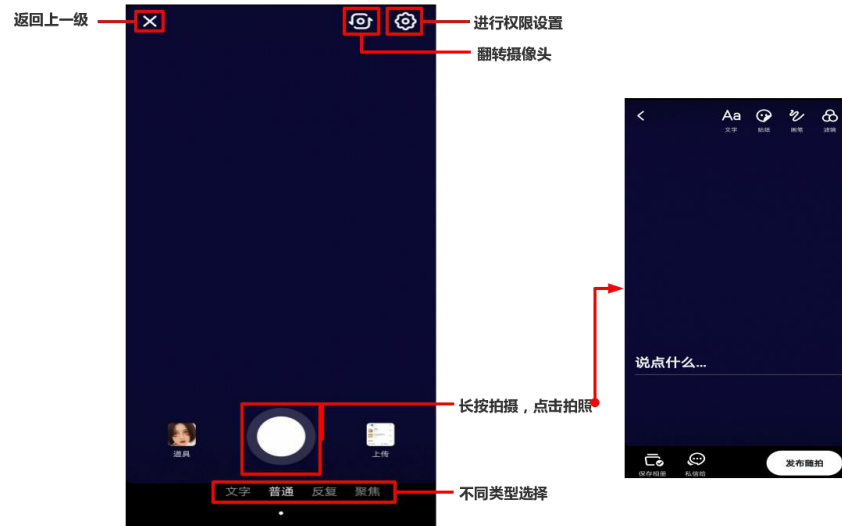 返回上一级
进行权限设置
翻转摄像头
Aa
文字
贴纸
画笔
滤镜
说点什么...
长按拍摄，点击拍照
道具
上传
保存相册
私信给
发布随拍
文字 普通 反复 聚焦
不同类型选择